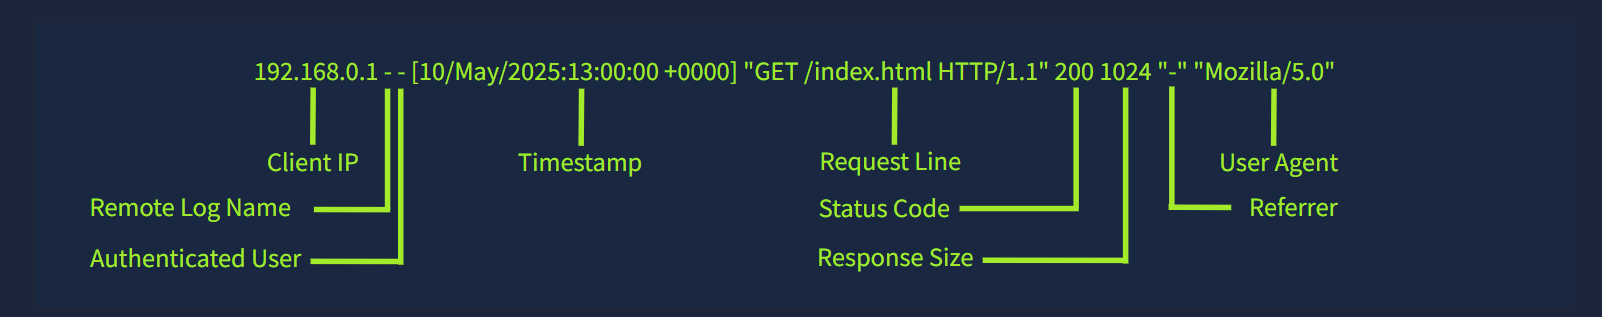 192.168.0.1 - - [10/May/2025:13:00:00 +0000] "GET /index.html HTTP/1.1" 200 1024 "-" "Mozilla/5.0"
Client IP
Timestamp
Request Line
User Agent
Remote Log Name
Status Code
Referrer
Authenticated User
Response Size